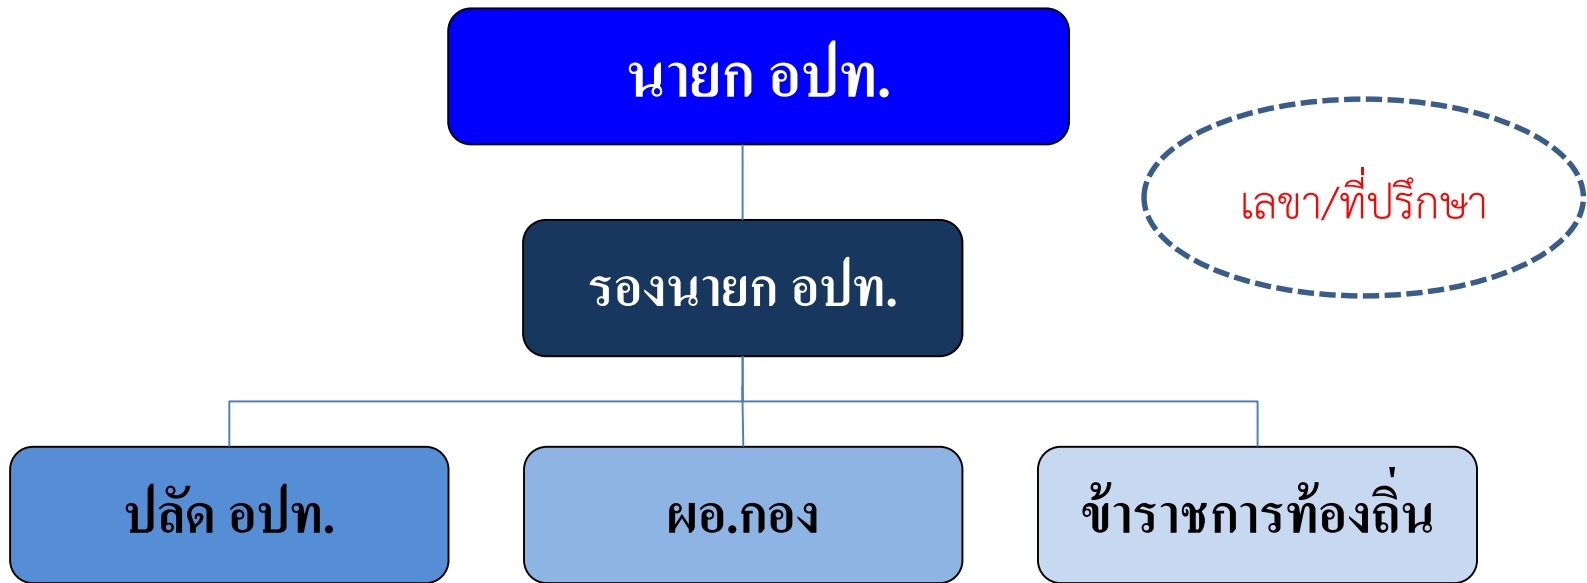 นายก อปท.
เลขา/ที่ปรึกษา
รองนายก อปท.
ปลัด อปท.
ผอ.กอง
ข้าราชการท้องถิ่น